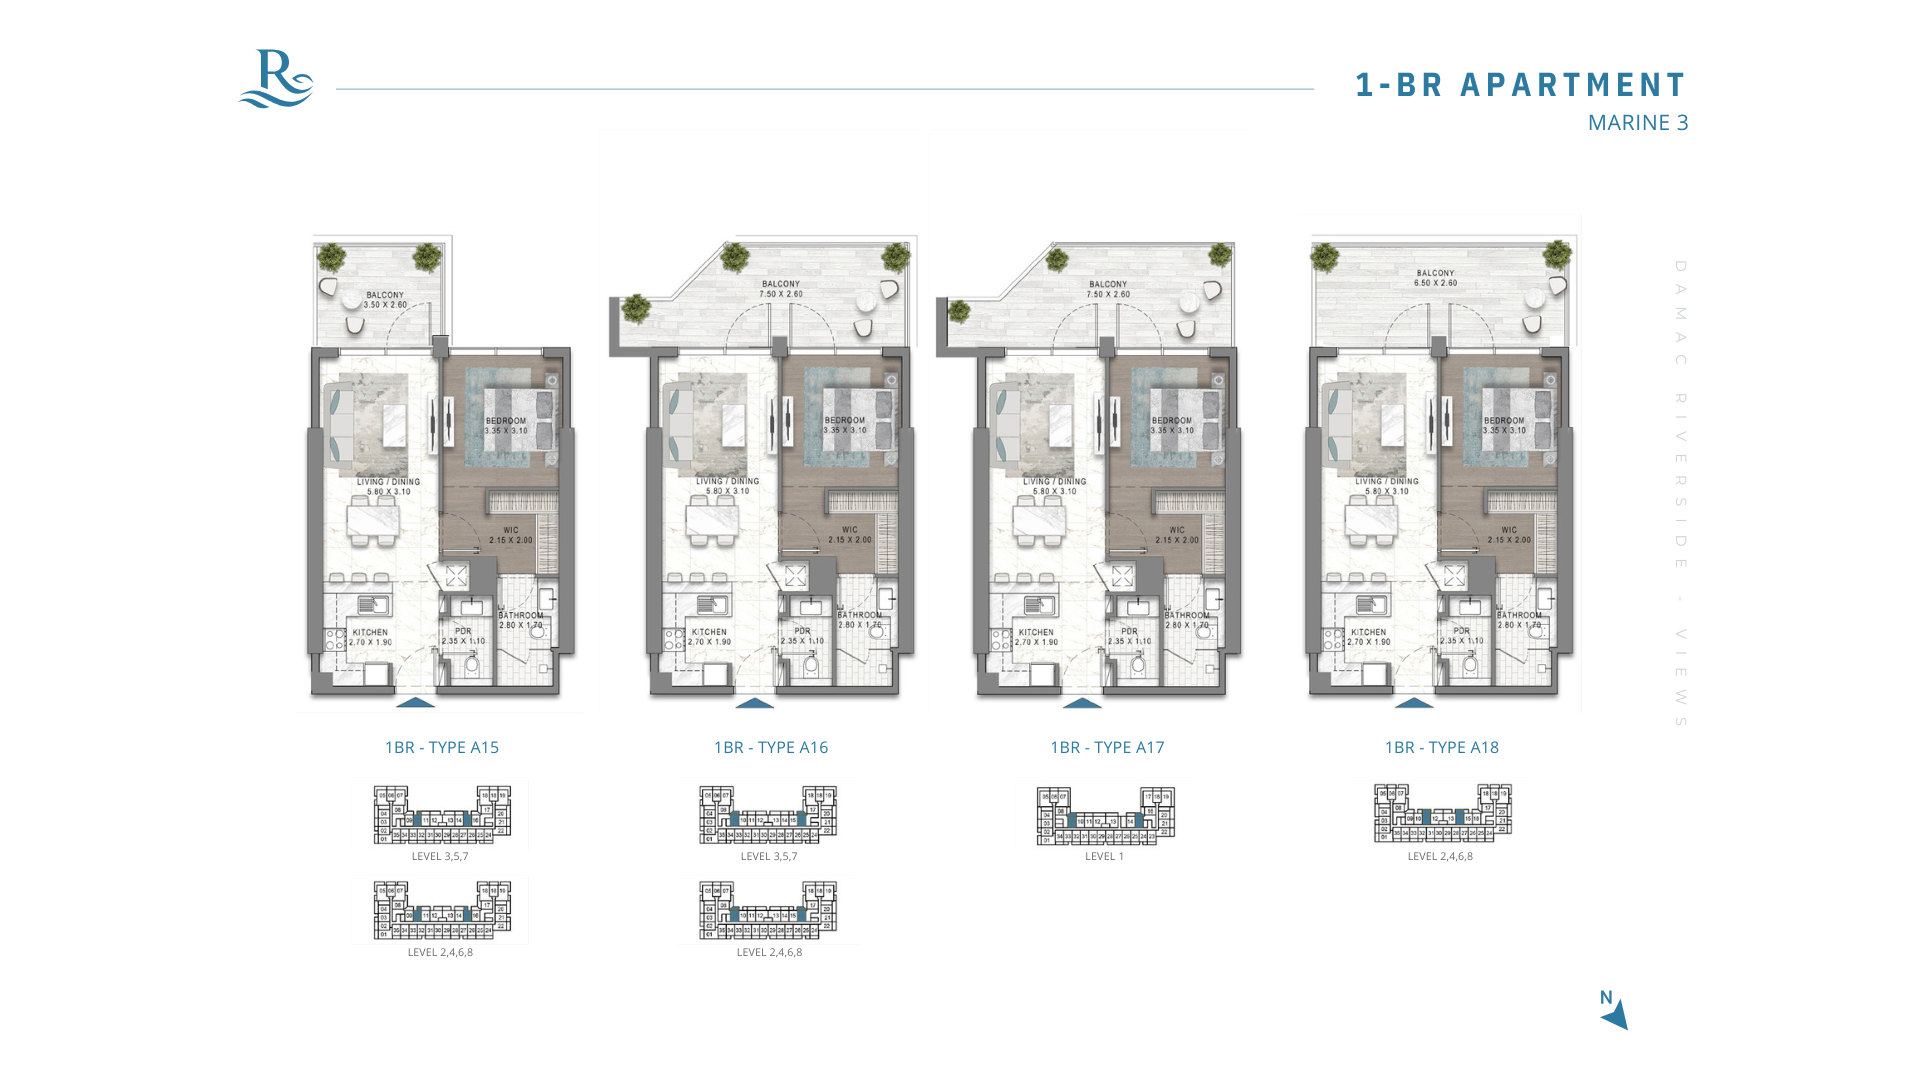 R
1-BR APARTMENT
MARINE 3
BALCONY
3.50 X 2.60
BEDROOM
3.35 X 3.10
LIVING / DINING
5.80 X 3.10
WIC
2.15 X 2.00
BATHROOM
2.80 X 1.70
PDR
2.35 X 1.10
KITCHEN
2.70 X 1.90
1BR - TYPE A15
LEVEL 3,5,7
LEVEL 2,4,6,8
BALCONY
7.50 X 2.60
BEDROOM
3.35 X 3.10
LIVING / DINING
5.80 X 3.10
WIC
2.15 X 2.00
BATHROOM
2.80 X 1.70
PDR
2.35 X 1.10
KITCHEN
2.70 X 1.90
1BR - TYPE A16
LEVEL 3,5,7
LEVEL 2,4,6,8
BALCONY
7.50 X 2.60
BEDROOM
3.35 X 3.10
LIVING / DINING
5.80 X 3.10
WIC
2.15 X 2.00
BATHROOM
2.80 X 1.70
PDR
2.35 X 1.10
KITCHEN
2.70 X 1.90
1BR - TYPE A17
LEVEL 1
BALCONY
6.50 X 2.60
BEDROOM
3.35 X 3.10
LIVING / DINING
5.80 X 3.10
WIC
2.15 X 2.00
BATHROOM
2.80 X 1.70
PDR
2.35 X 1.10
KITCHEN
2.70 X 1.90
1BR - TYPE A18
LEVEL 2,4,6,8
DAMAC RIVERSIDE - VIEWS
N